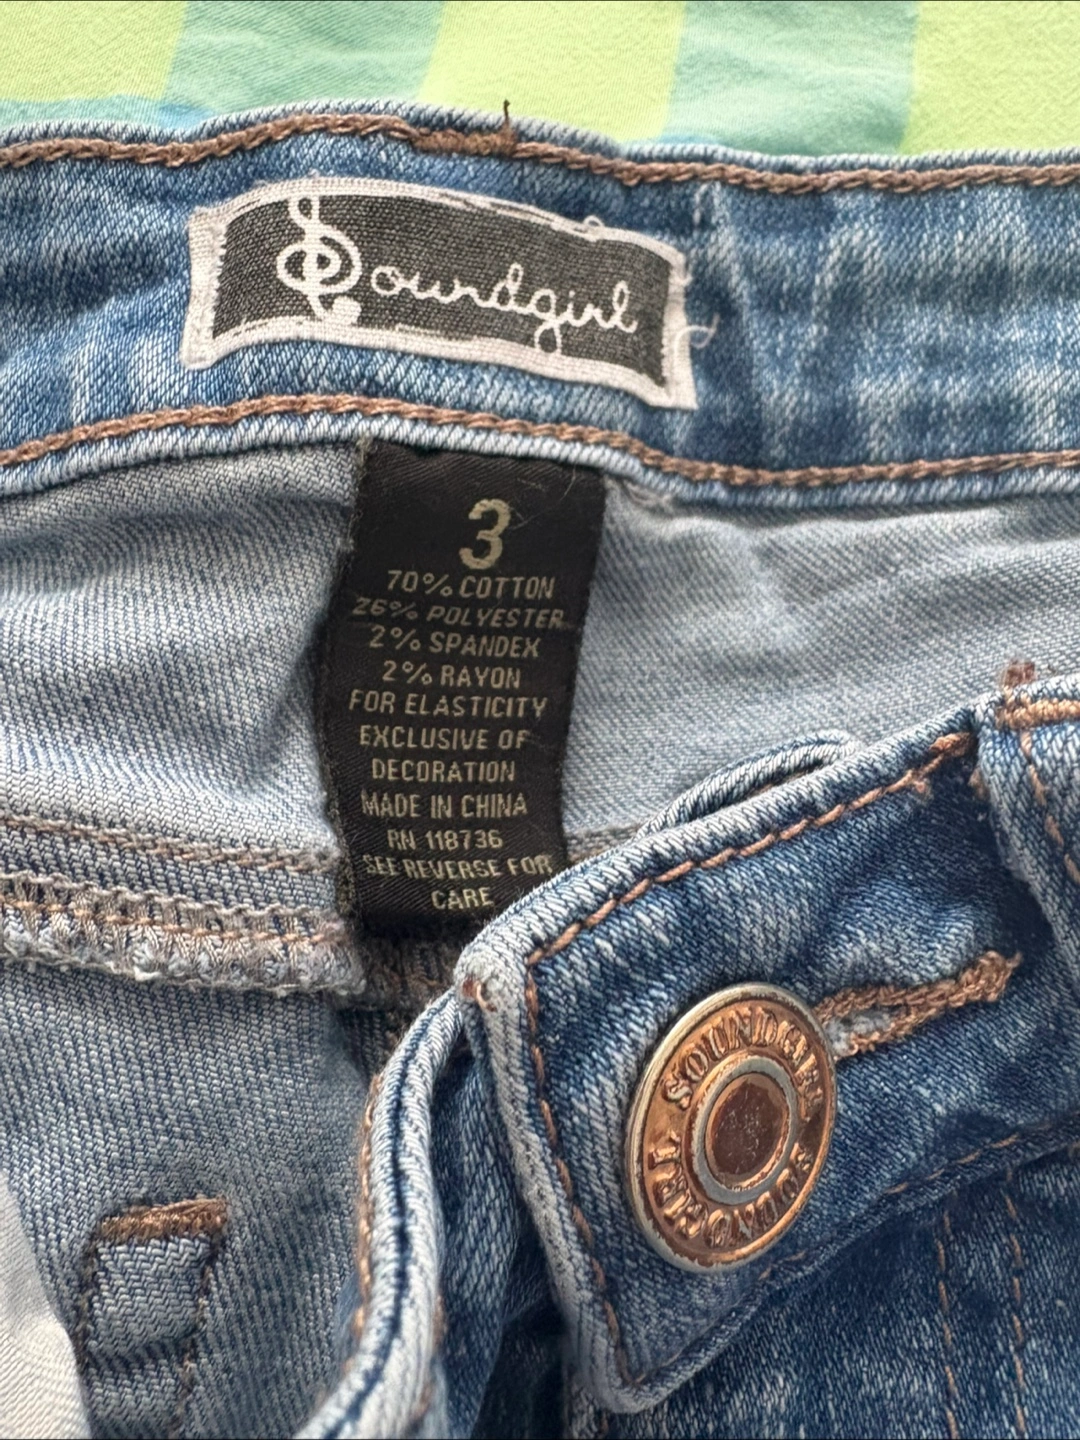 Soundgirl
3
70% COTTON
26% POLYESTER
2% SPANDEX
2% RAYON
FOR ELASTICITY
EXCLUSIVE OF
DECORATION
MADE IN CHINA
RN 118736
SEE REVERSE FOR
CARE
SOUNDGIRL
SOUNDGIRL